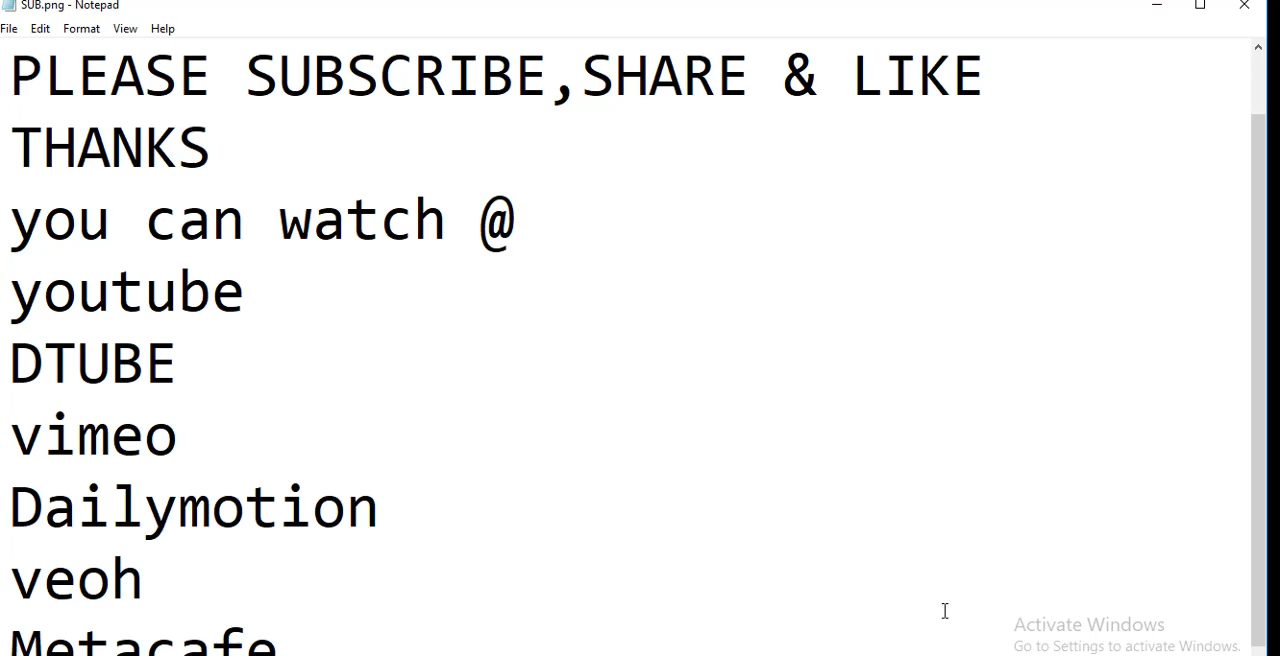 SUB.png - Notepad
File Edit Format View Help
PLEASE SUBSCRIBE,SHARE & LIKE
THANKS
you can watch @
youtube
DTUBE
vimeo
Dailymotion
veoh
Metacafe
Activate Windows
Go to Settings to activate Windows.